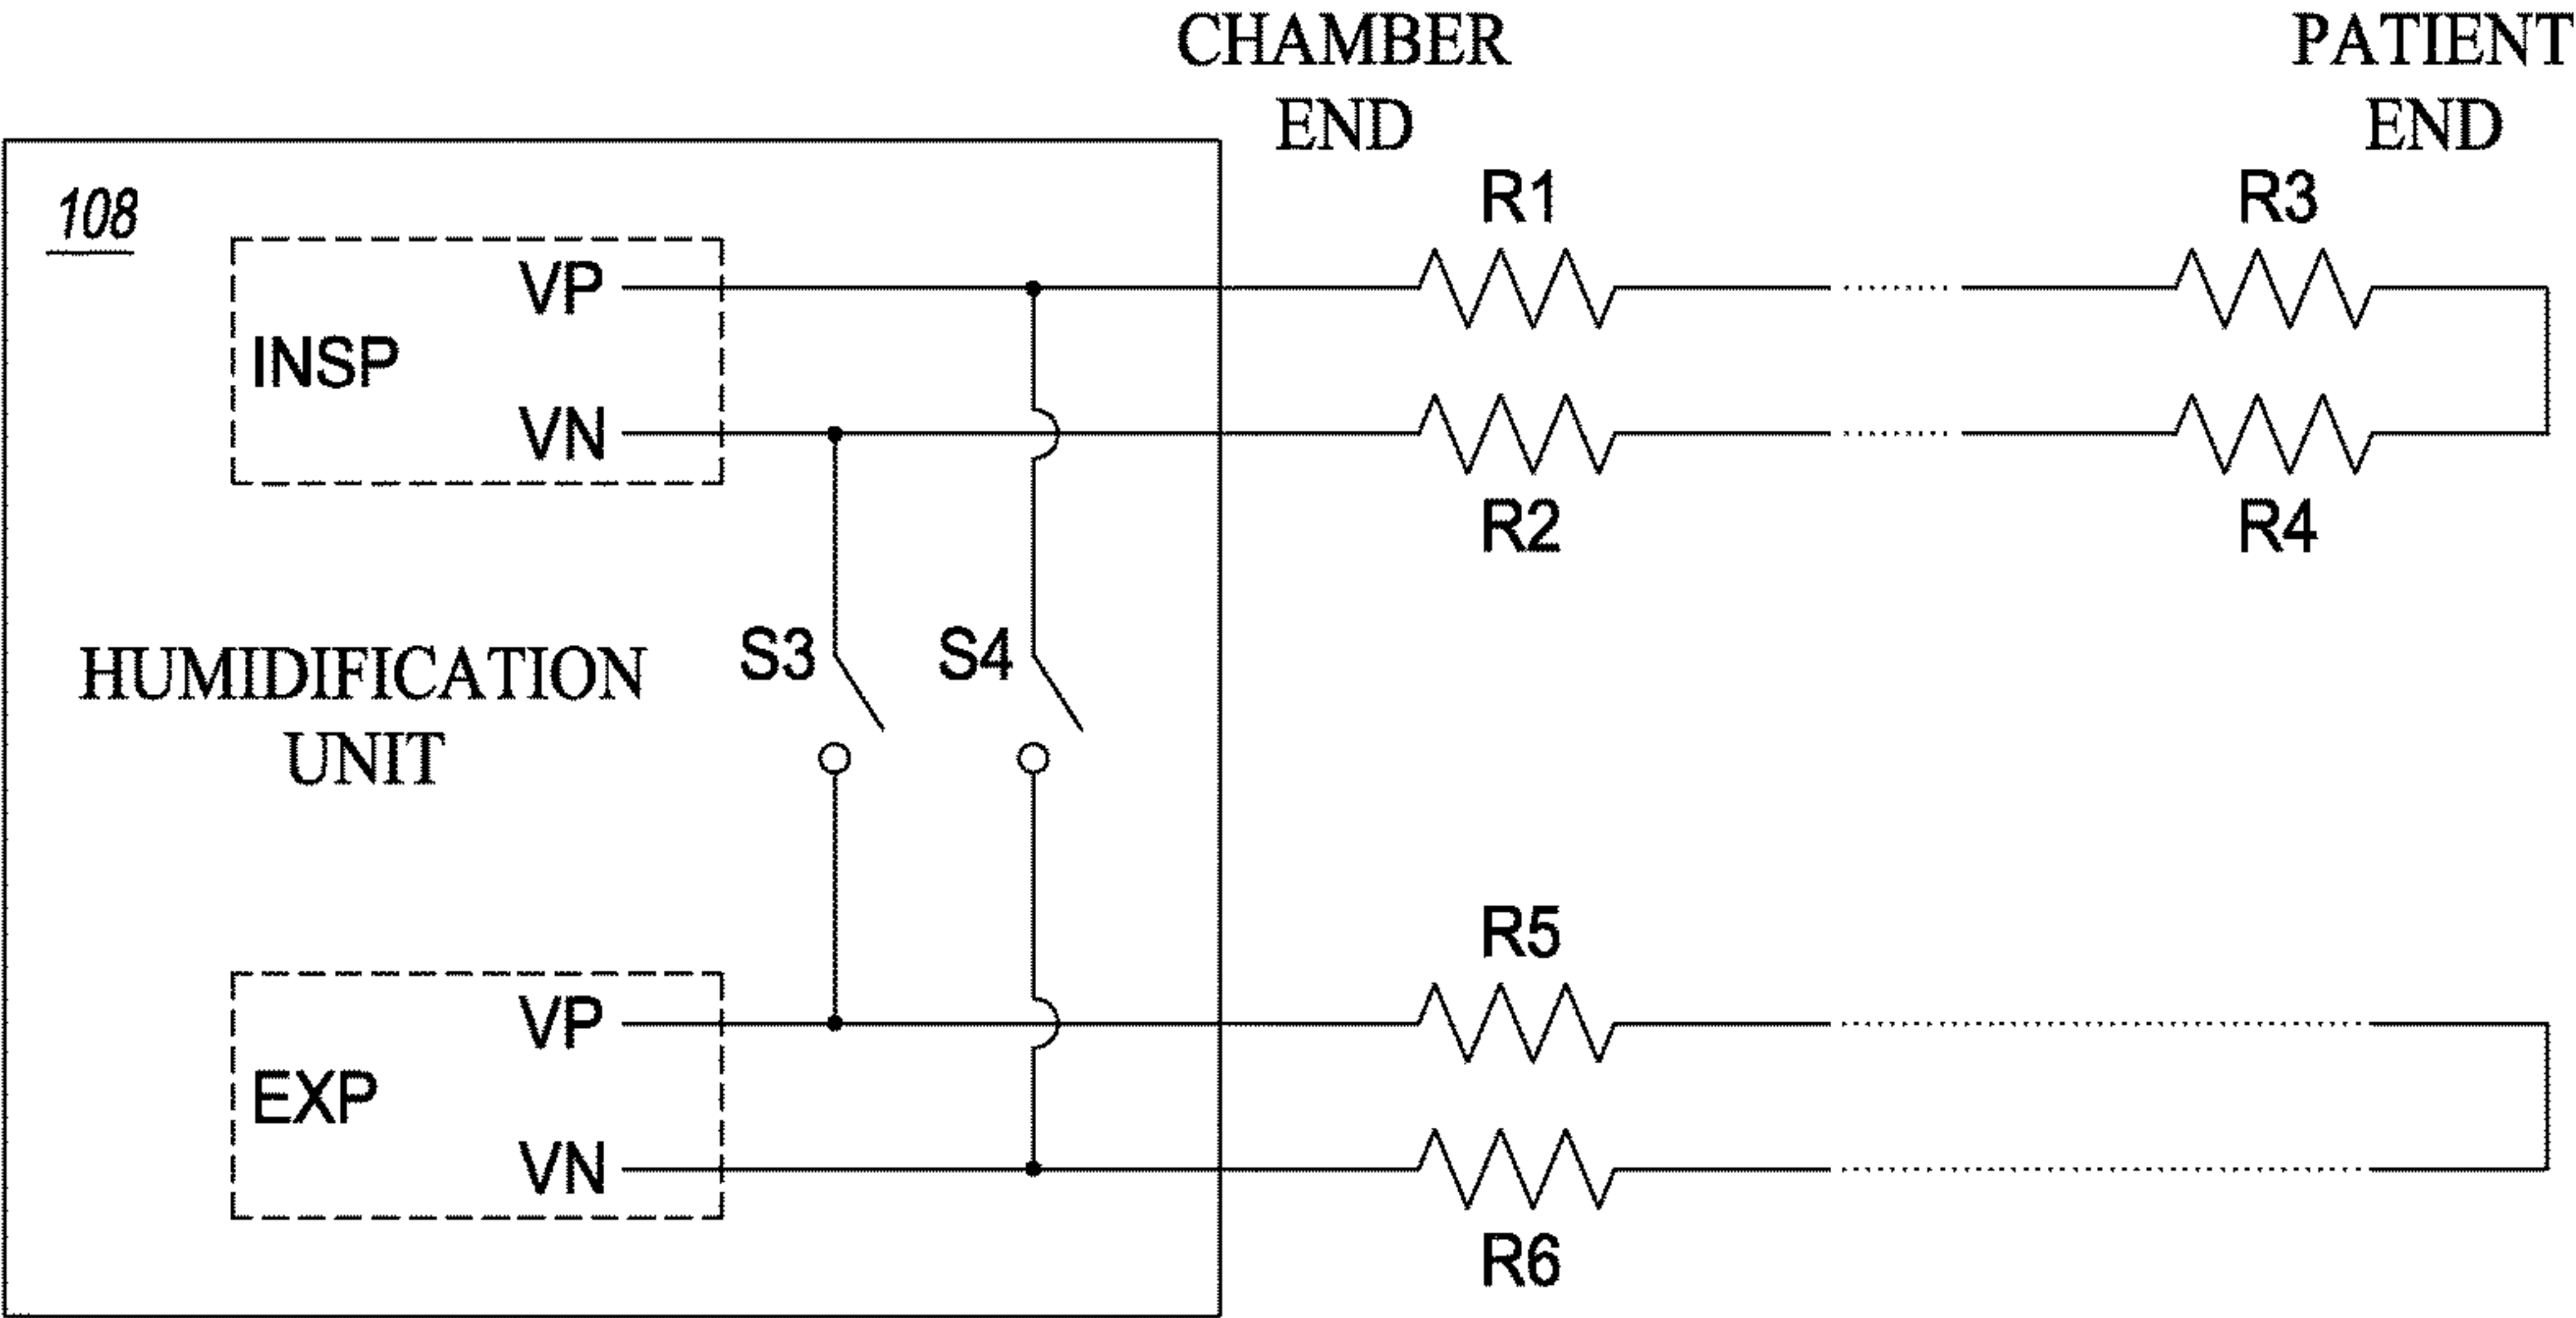 CHAMBER
END
PATIENT
END
108
R1
R3
VP
INSP
VN
R2
R4
S3
S4
HUMIDIFICATION
UNIT
R5
VP
EXP
VN
R6